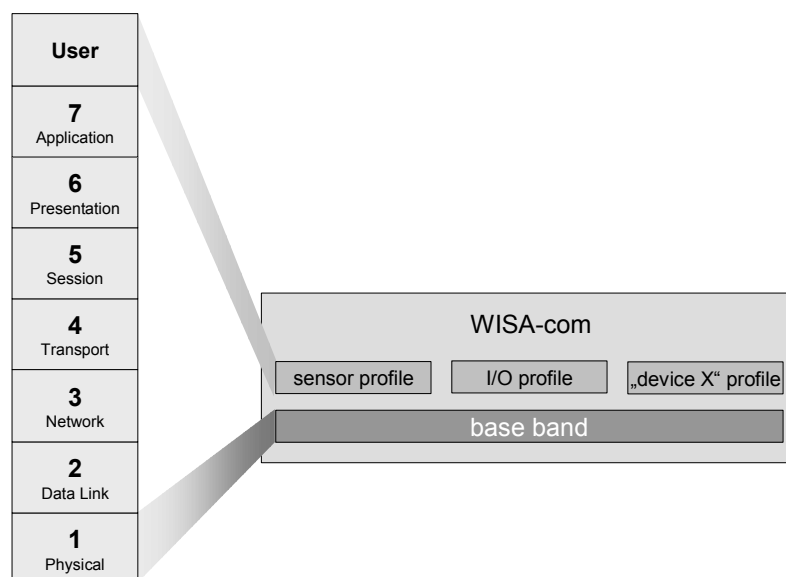 User
7
Application
6
Presentation
5
Session
4
Transport
3
Network
2
Data Link
1
Physical
WISA-com
sensor profile
I/O profile
„device X“ profile
base band